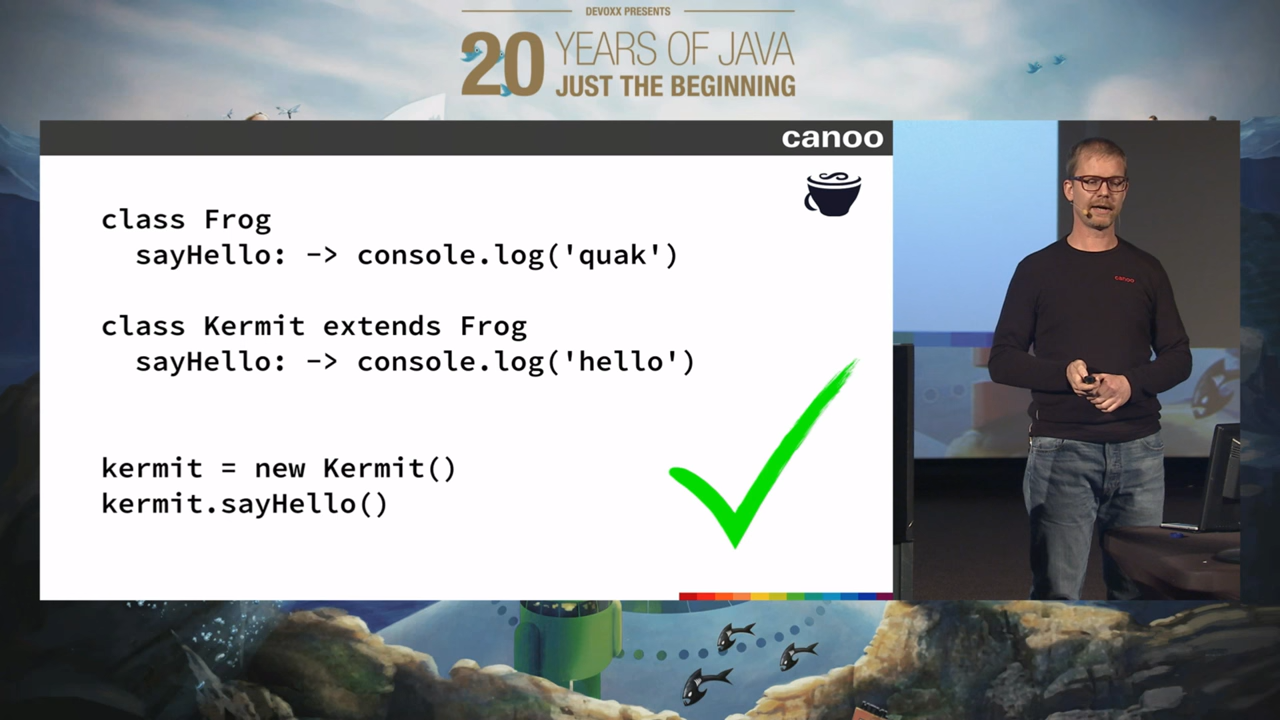 DEVOXX PRESENTS
20 YEARS OF JAVA
JUST THE BEGINNING
canoo
class Frog
  sayHello: -> console.log('quak')
class Kermit extends Frog
  sayHello: -> console.log('hello')
kermit = new Kermit()
kermit.sayHello()
canoo